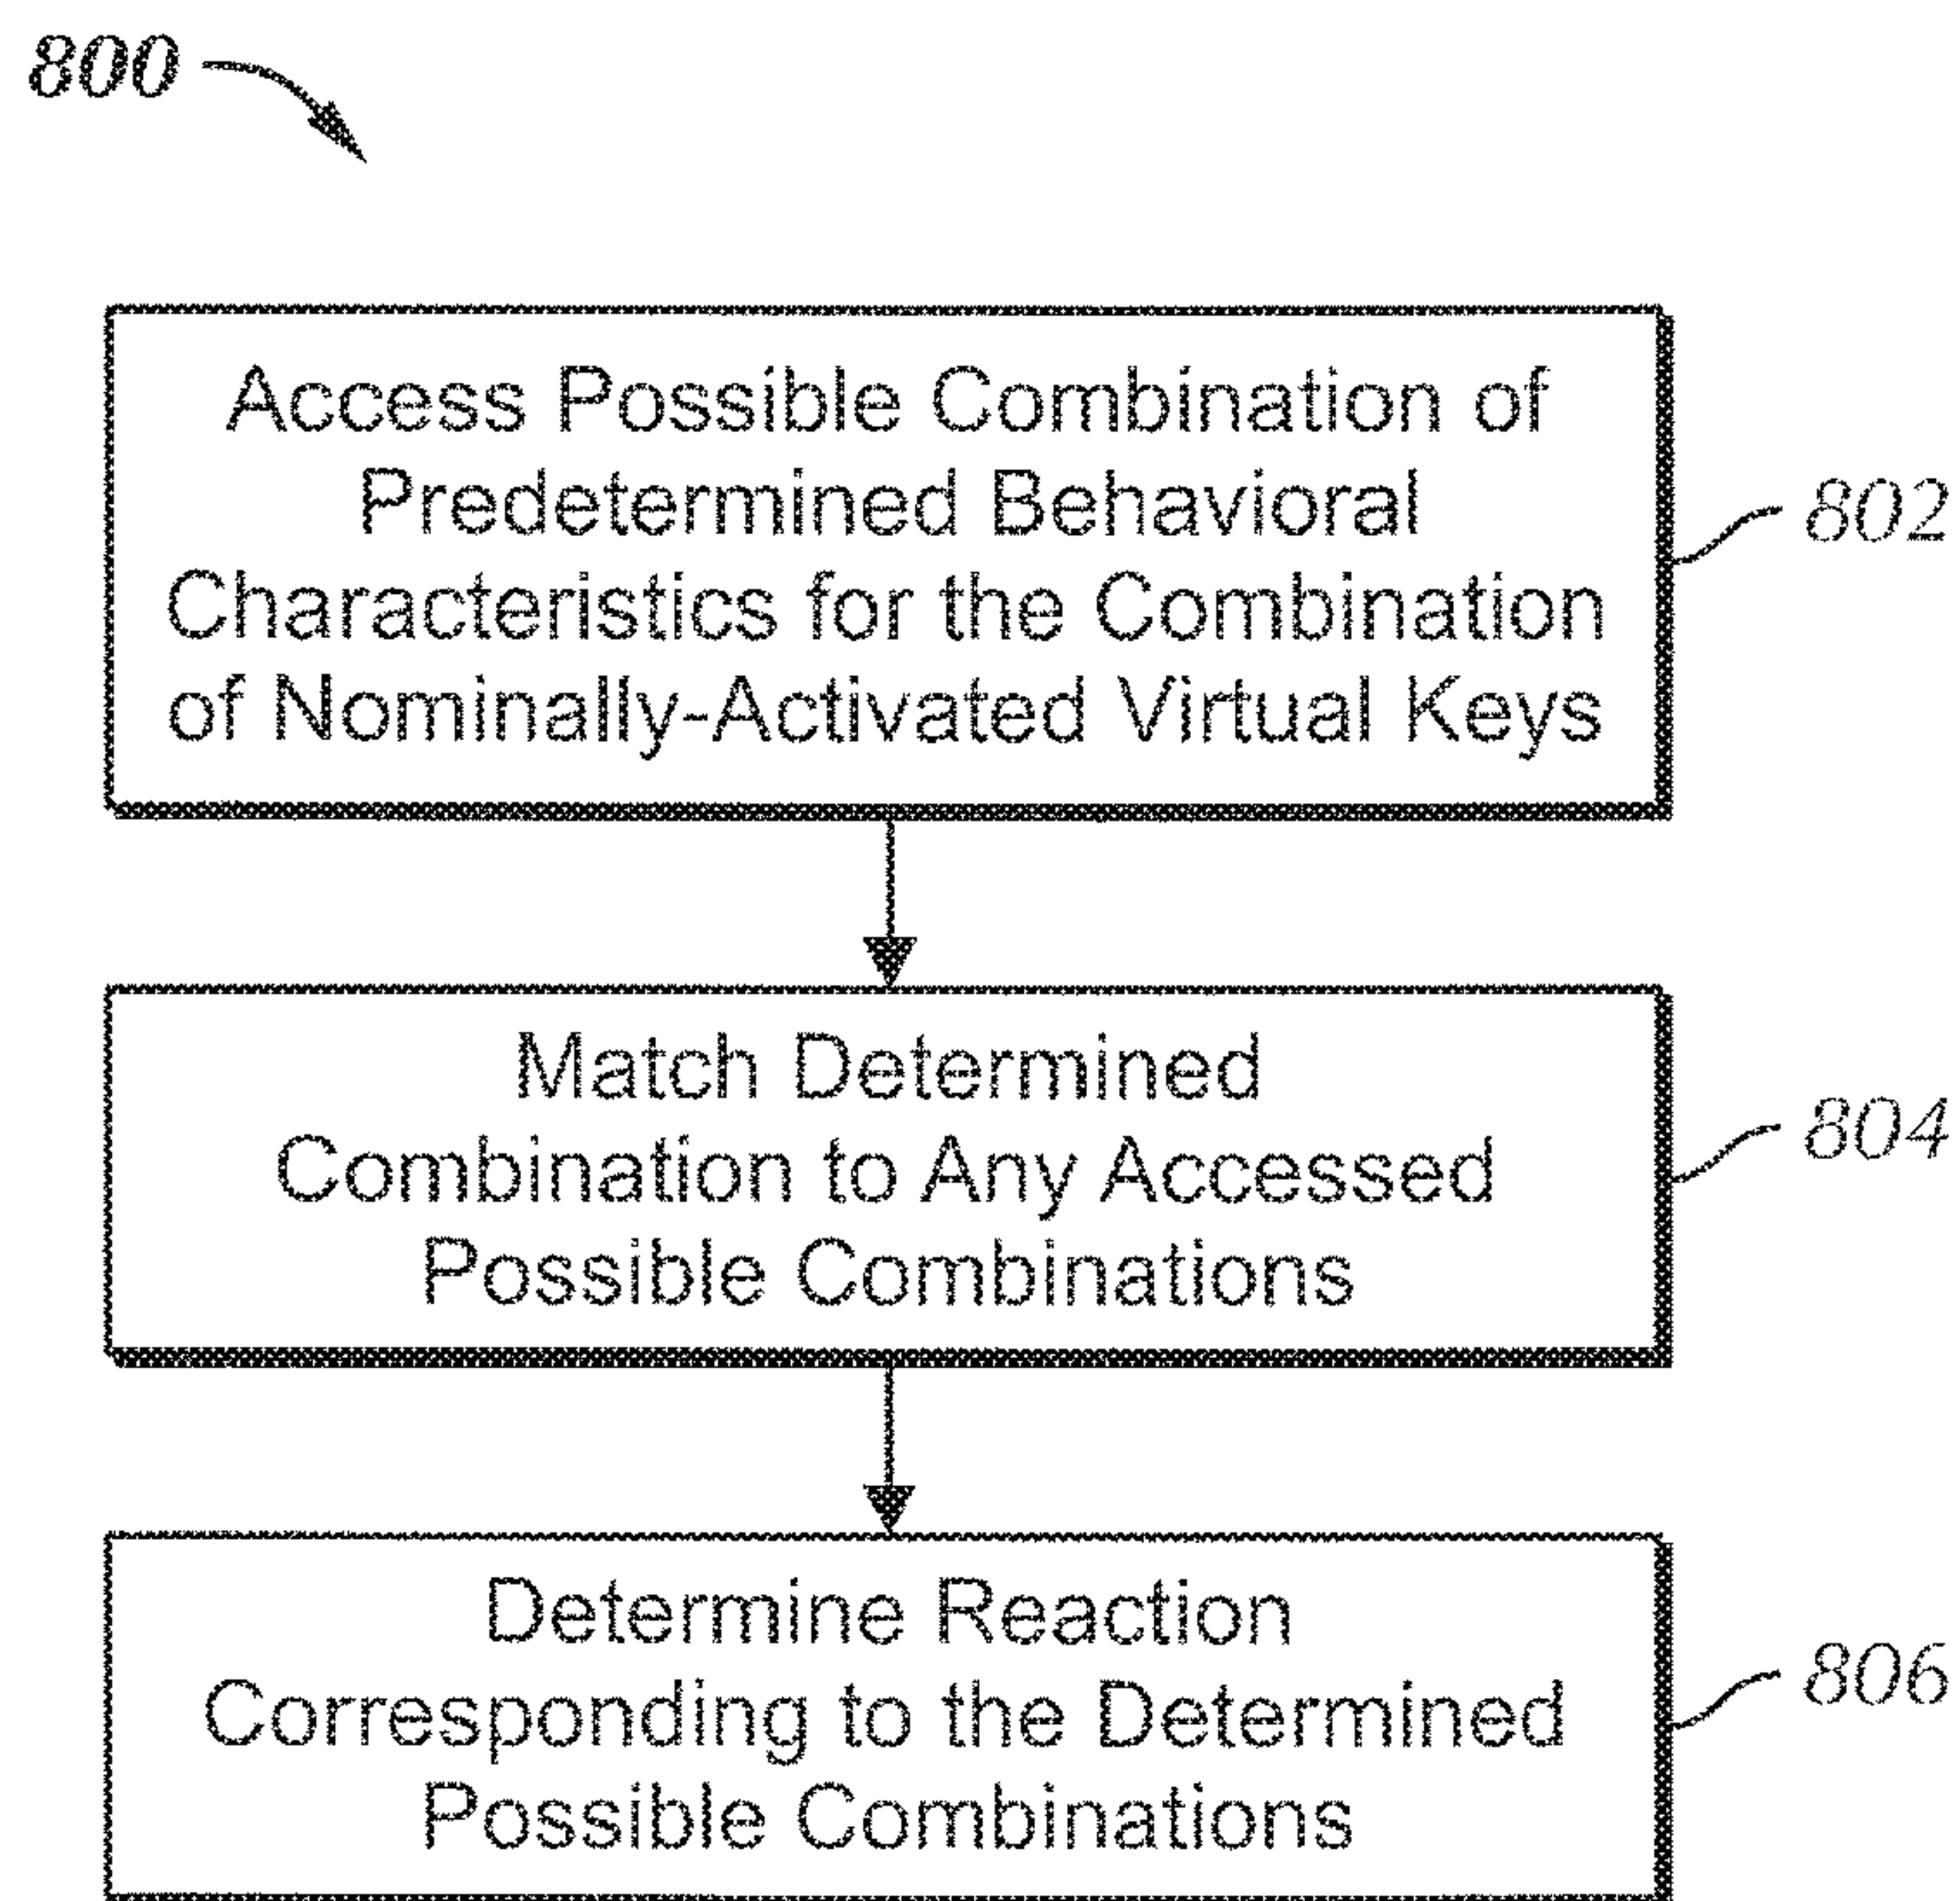 800
Access Possible Combination of
Predetermined Behavioral
Characteristics for the Combination
of Nominally-Activated Virtual Keys
802
Match Determined
Combination to Any Accessed
Possible Combinations
804
Determine Reaction
Corresponding to the Determined
Possible Combinations
806